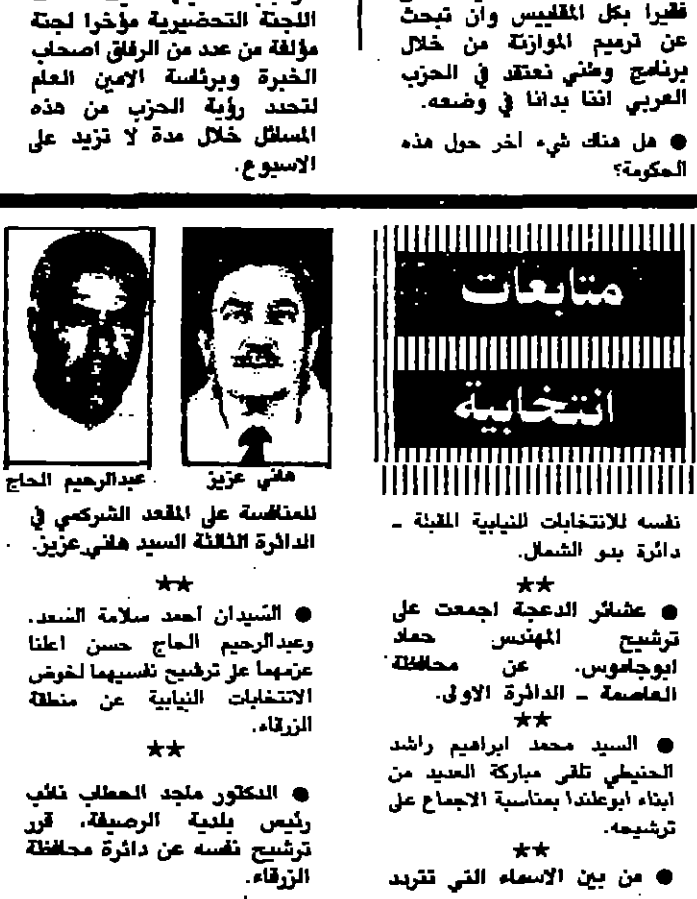 فقيرا بكل المقاييس وان تبحث
عن ترميم الموازنة من خلال
برنامج وطني نعتقد في الحزب
العربي اننا بدانا في وضعه.
● هل هناك شيء اخر حول هذه
الحكومة؟
اللجنة التحضيرية مؤخرا لجنة
مؤلفة من عدد من الرفاق اصحاب
الخبرة وبرئاسة الامين العام
لتحدد رؤية الحزب من هذه
المسائل خلال مدة لا تزيد على
الاسبوع.
متابعات
انتخابية
نفسه للانتخابات النيابية المقبلة ـ
دائرة بدو الشمال.
**
● عشائر الدعجة اجمعت على
ترشيح المهندس حماد
ابوجاموس. عن محافظة
العاصمة ـ الدائرة الاولى.
**
● السيد محمد ابراهيم راشد
الحنيطي تلقى مباركة العديد من
ابناء ابوعلندا بمناسبة الاجماع على
ترشيحه.
**
● من بين الاسماء التي تتردد
هاني عزيز
عبدالرحيم الحاج
للمنافسة على المقعد الشركسي في
الدائرة الثالثة السيد هاني عزيز.
**
● السيدان احمد سلامة السعد.
وعبدالرحيم الحاج حسن اعلنا
عزمهما على ترشيح نفسيهما لخوض
الانتخابات النيابية عن منطقة
الزرقاء.
**
● الدكتور ماجد الحطاب نائب
رئيس بلدية الرصيفة، قرر
ترشيح نفسه عن دائرة محافظة
الزرقاء.